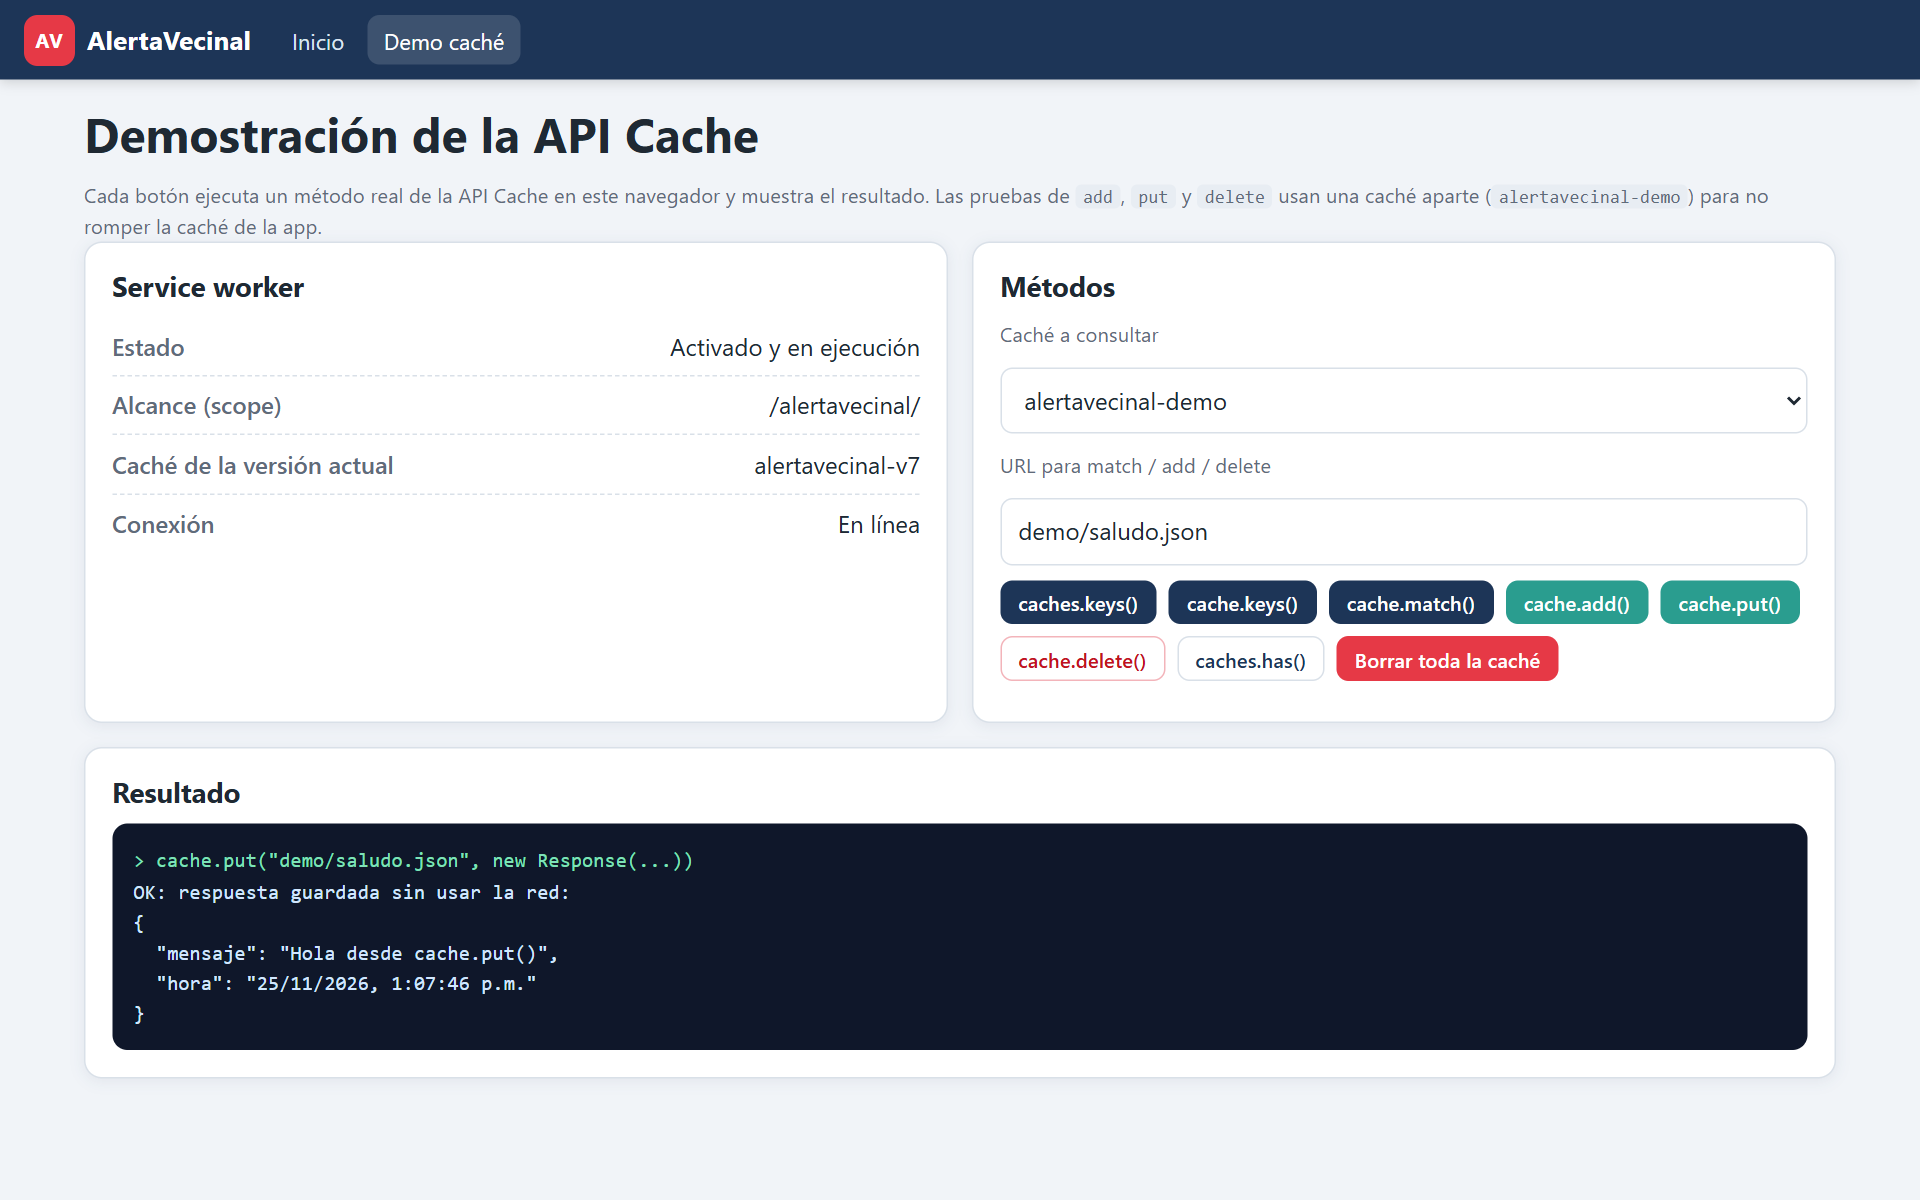 AV AlertaVecinal Inicio Demo caché
Demostración de la API Cache
Cada botón ejecuta un método real de la API Cache en este navegador y muestra el resultado. Las pruebas de add, put y delete usan una caché aparte (alertavecinal-demo) para no
romper la caché de la app.
Service worker
Estado Activado y en ejecución
Alcance (scope) /alertavecinal/
Caché de la versión actual alertavecinal-v7
Conexión En línea
Métodos
Caché a consultar
alertavecinal-demo
URL para match / add / delete
demo/saludo.json
caches.keys() cache.keys() cache.match() cache.add() cache.put()
cache.delete() caches.has() Borrar toda la caché
Resultado
> cache.put("demo/saludo.json", new Response(...))
OK: respuesta guardada sin usar la red:
{
  "mensaje": "Hola desde cache.put()",
  "hora": "25/11/2026, 1:07:46 p.m."
}